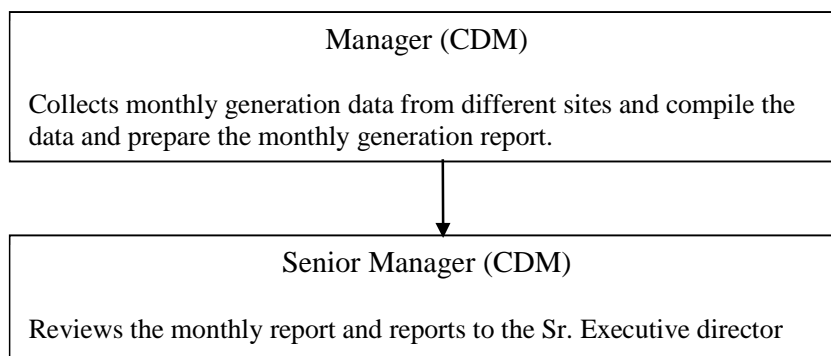 Manager (CDM)
Collects monthly generation data from different sites and compile the
data and prepare the monthly generation report.
Senior Manager (CDM)
Reviews the monthly report and reports to the Sr. Executive director